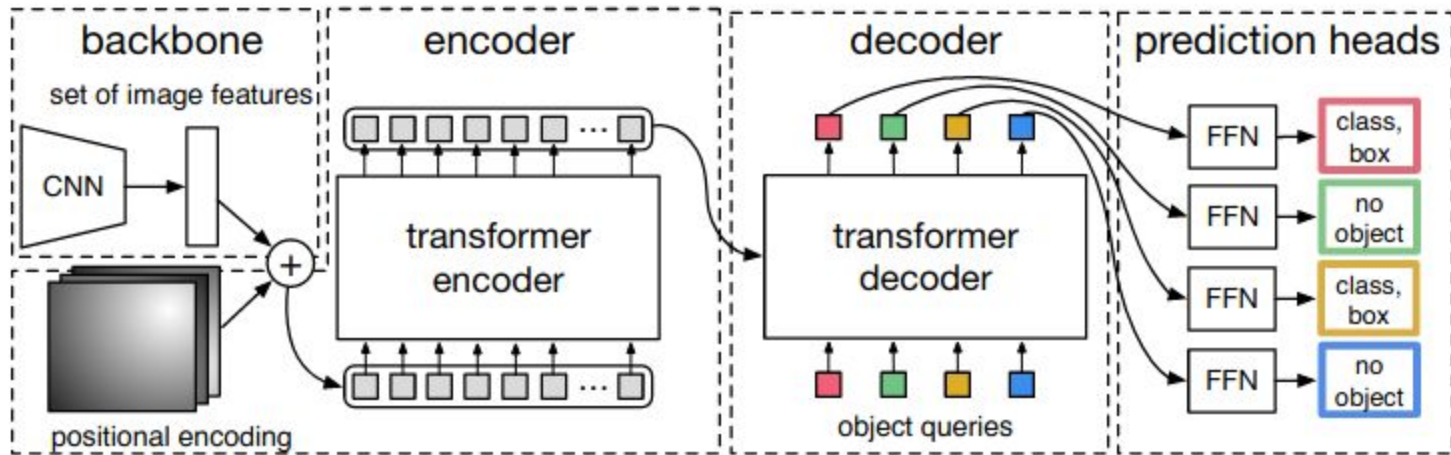 backbone
set of image features
CNN
+
positional encoding
encoder
...
transformer
encoder
...
decoder
transformer
decoder
object queries
prediction heads
FFN
class,
box
FFN
no
object
FFN
class,
box
FFN
no
object